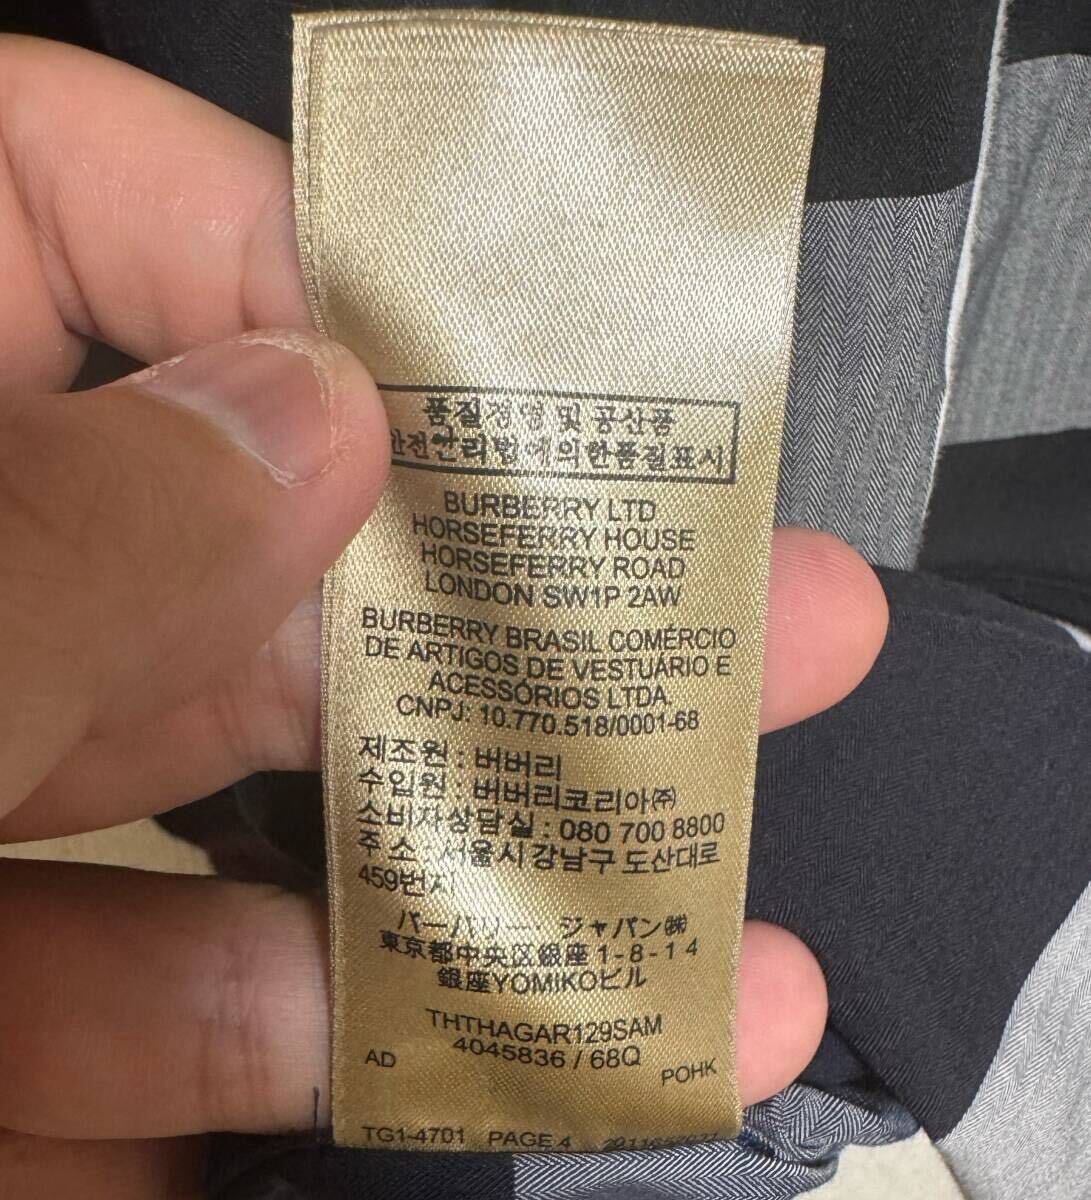 품질경영 및 공산품
안전관리법에의한품질표시
BURBERRY LTD
HORSEFERRY HOUSE
HORSEFERRY ROAD
LONDON SW1P 2AW
BURBERRY BRASIL COMÉRCIO
DE ARTIGOS DE VESTUÁRIO E
ACESSÓRIOS LTDA
CNPJ: 10.770.518/0001-68
제조원 : 버버리
수입원 : 버버리코리아㈜
소비자상담실 : 080 700 8800
주 소 서울시 강남구 도산대로
459번지
バーバリー ジャパン㈱
東京都中央区銀座1-8-14
銀座YOMIKOビル
THTHAGAR129SAM
4045836 / 68Q
AD
POHK
TG1-4701 PAGE 4